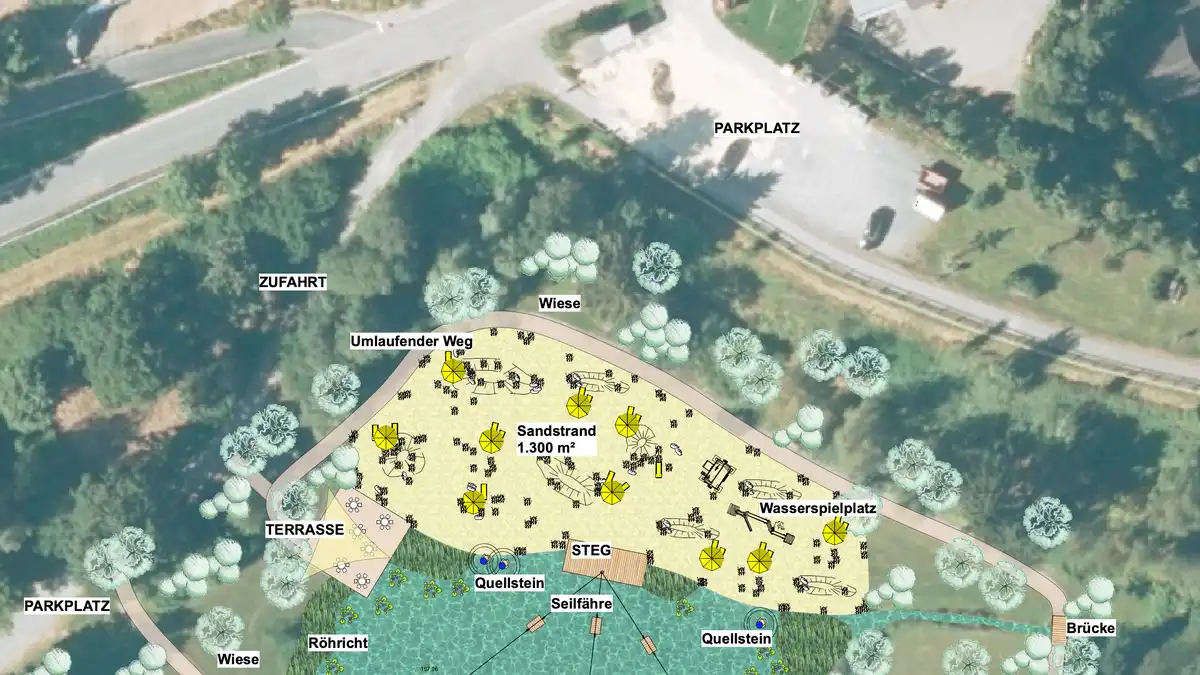 PARKPLATZ
ZUFAHRT
Wiese
Umlaufender Weg
Sandstrand
1.300 m²
Wasserspielplatz
TERRASSE
STEG
Quellstein
Seilfähre
PARKPLATZ
Röhricht
Quellstein
Brücke
Wiese